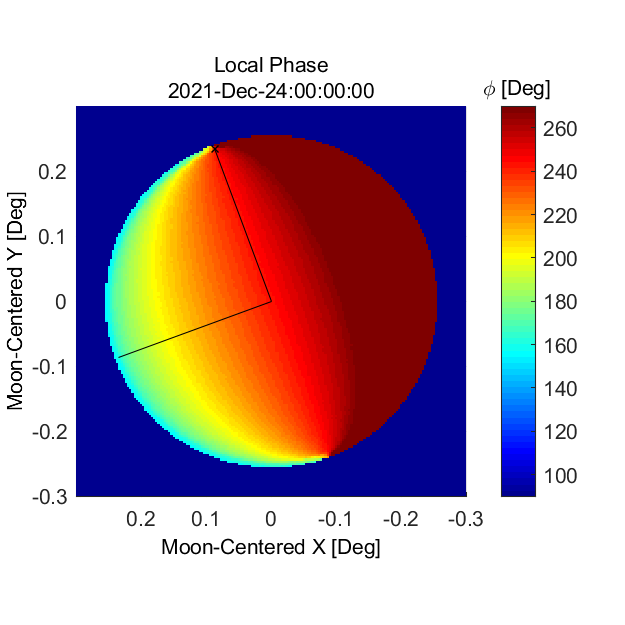 Local Phase
2021-Dec-24:00:00:00
ϕ [Deg]
260
240
220
200
180
160
140
120
100
Moon-Centered Y [Deg]
0.2
0.1
0
-0.1
-0.2
-0.3
0.2 0.1 0 -0.1 -0.2 -0.3
Moon-Centered X [Deg]